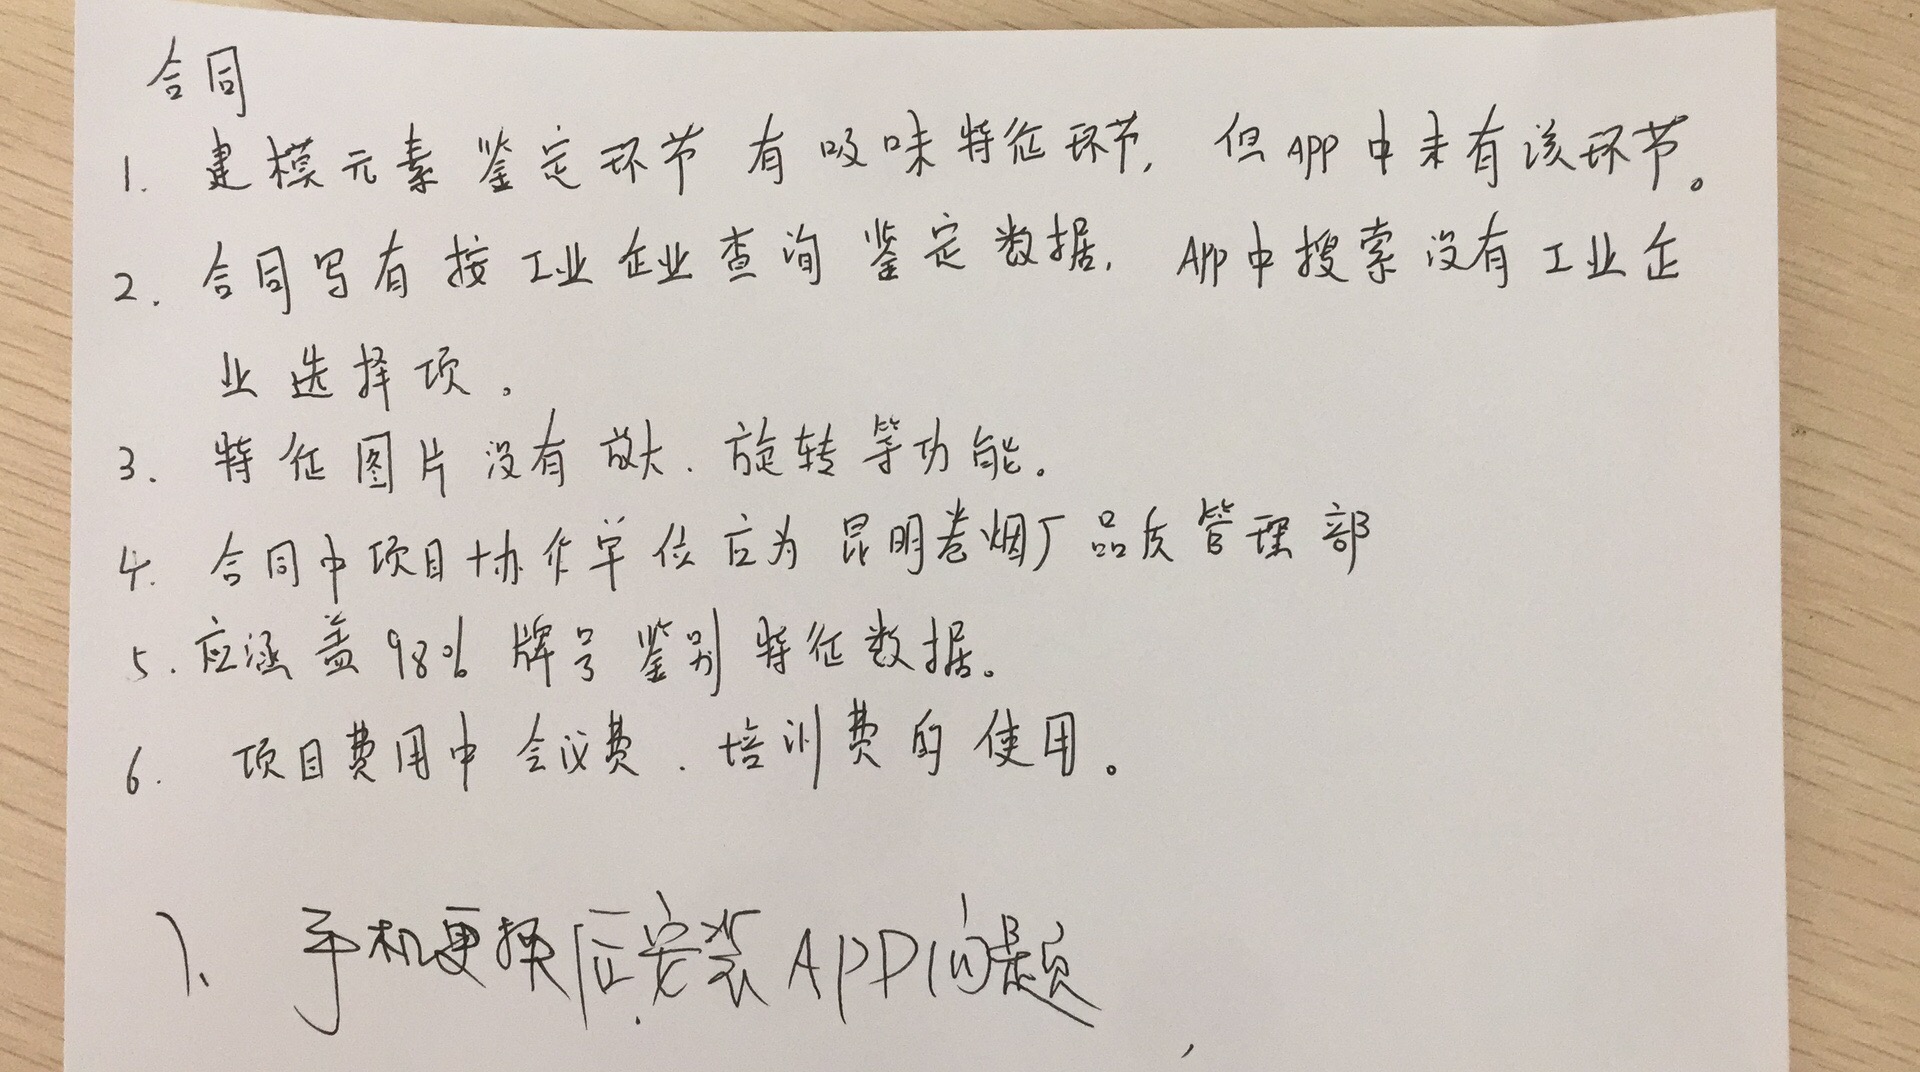 合同
1. 建模元素鉴定环节有吸味特征环节, 但APP中未有该环节。
2. 合同写有按工业企业查询鉴定数据, APP中搜索没有工业企
业选择项。
3. 特征图片没有放大、旋转等功能。
4. 合同中项目协作单位应为昆明卷烟厂品质管理部
5. 应涵盖98%牌号鉴别特征数据。
6. 项目费用中会议费、培训费的使用。
7、手机更换后安装APP问题